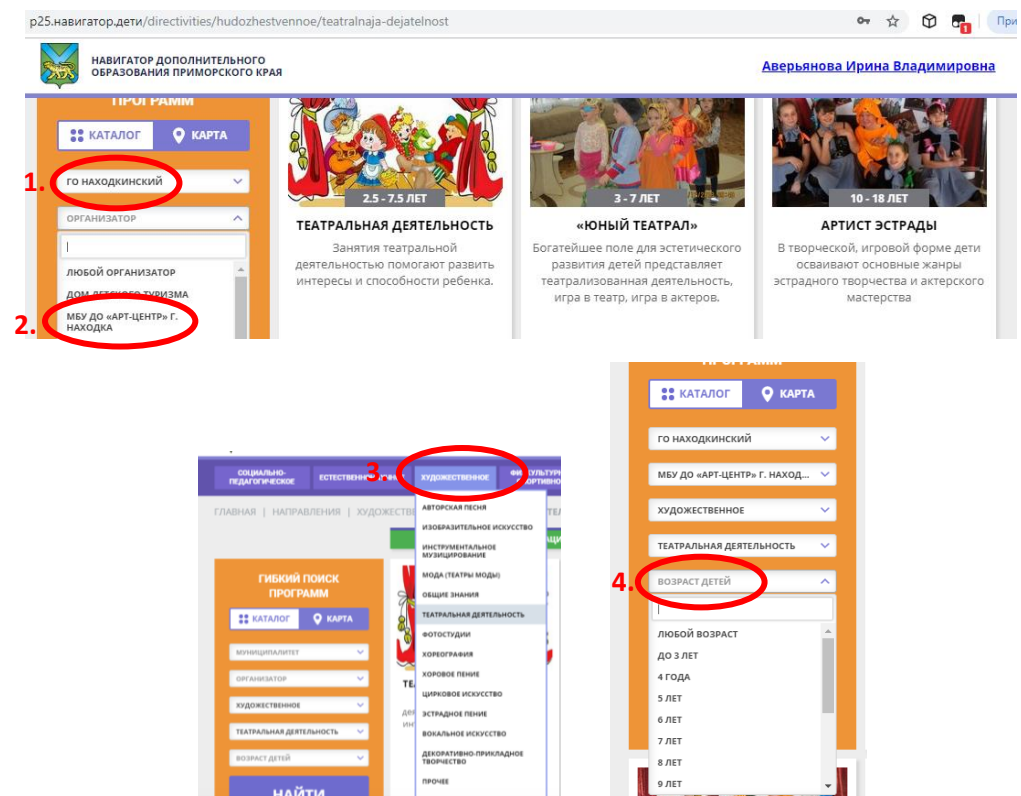 p25.навигатор.дети/directivities/hudozhestvennoe/teatralnaja-dejatelnost
1
При
НАВИГАТОР ДОПОЛНИТЕЛЬНОГО
ОБРАЗОВАНИЯ ПРИМОРСКОГО КРАЯ
Аверьянова Ирина Владимировна
ПРОГРАММ
КАТАЛОГ
КАРТА
1.
ГО НАХОДКИНСКИЙ
ОРГАНИЗАТОР
ЛЮБОЙ ОРГАНИЗАТОР
ДОМ ДЕТСКОГО ТУРИЗМА
2.
МБУ ДО «АРТ-ЦЕНТР» Г.
НАХОДКА
2.5 - 7.5 ЛЕТ
ТЕАТРАЛЬНАЯ ДЕЯТЕЛЬНОСТЬ
Занятия театральной
деятельностью помогают развить
интересы и способности ребенка.
3 - 7 ЛЕТ
«ЮНЫЙ ТЕАТРАЛ»
Богатейшее поле для эстетического
развития детей представляет
театрализованная деятельность,
игра в театр, игра в актеров.
10 - 18 ЛЕТ
АРТИСТ ЭСТРАДЫ
В творческой, игровой форме дети
осваивают основные жанры
эстрадного творчества и актерского
мастерства
СОЦИАЛЬНО-
ПЕДАГОГИЧЕСКОЕ
3.
ХУДОЖЕСТВЕННОЕ
ГЛАВНАЯ | НАПРАВЛЕНИЯ |
ГИБКИЙ ПОИСК
ПРОГРАММ
КАТАЛОГ
КАРТА
МУНИЦИПАЛИТЕТ
ОРГАНИЗАТОР
ХУДОЖЕСТВЕННОЕ
ТЕАТРАЛЬНАЯ ДЕЯТЕЛЬНОСТЬ
ВОЗРАСТ ДЕТЕЙ
НАЙТИ
АВТОРСКАЯ ПЕСНЯ
ИЗОБРАЗИТЕЛЬНОЕ ИСКУССТВО
ИНСТРУМЕНТАЛЬНОЕ
МУЗИЦИРОВАНИЕ
МОДА (ТЕАТРЫ МОДЫ)
ОБЩИЕ ЗНАНИЯ
ТЕАТРАЛЬНАЯ ДЕЯТЕЛЬНОСТЬ
ФОТОСТУДИИ
ХОРЕОГРАФИЯ
ХОРОВОЕ ПЕНИЕ
ЦИРКОВОЕ ИСКУССТВО
ЭСТРАДНОЕ ПЕНИЕ
ВОКАЛЬНОЕ ИСКУССТВО
ДЕКОРАТИВНО-ПРИКЛАДНОЕ
ТВОРЧЕСТВО
ПРОЧЕЕ
КАТАЛОГ
КАРТА
ГО НАХОДКИНСКИЙ
МБУ ДО «АРТ-ЦЕНТР» Г. НАХОД...
ХУДОЖЕСТВЕННОЕ
ТЕАТРАЛЬНАЯ ДЕЯТЕЛЬНОСТЬ
4.
ВОЗРАСТ ДЕТЕЙ
ЛЮБОЙ ВОЗРАСТ
ДО 3 ЛЕТ
4 ГОДА
5 ЛЕТ
6 ЛЕТ
7 ЛЕТ
8 ЛЕТ
9 ЛЕТ